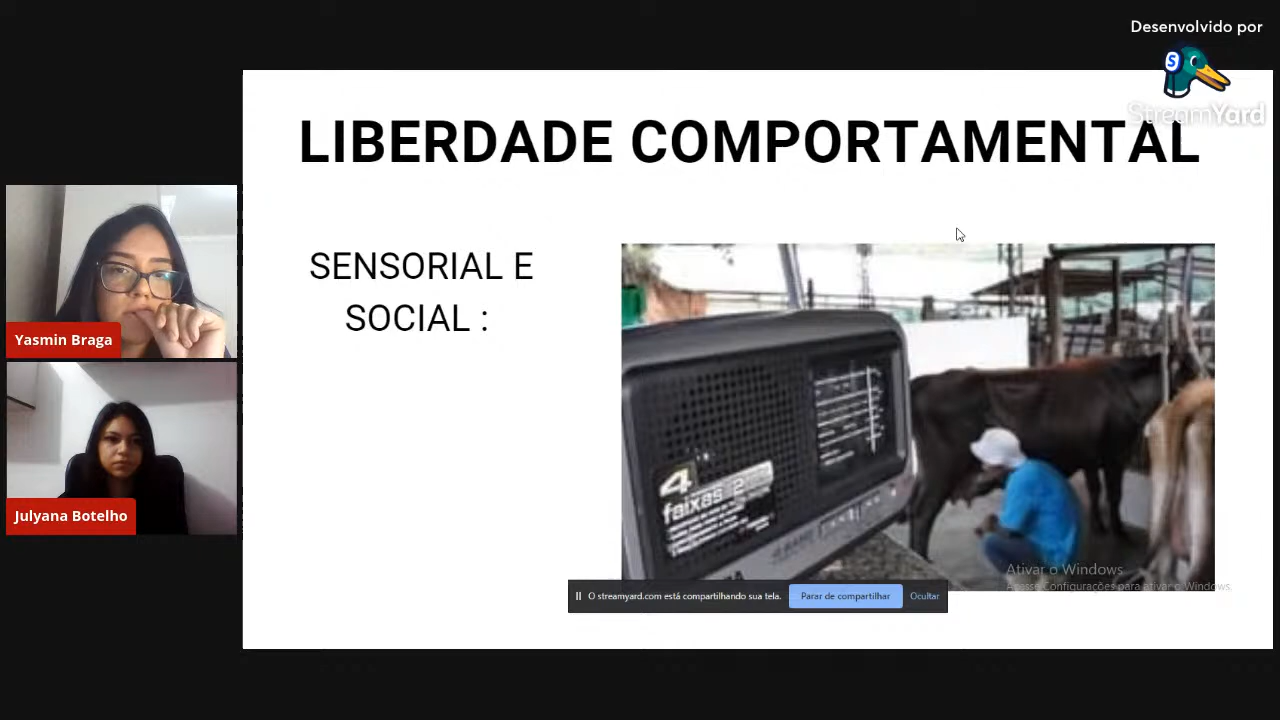 Desenvolvido por
StreamYard
LIBERDADE COMPORTAMENTAL
SENSORIAL E
SOCIAL :
Yasmin Braga
Julyana Botelho
4
faixas 2
Ativar o Windows
Acesse Configurações para ativar o Windows.
O streamyard.com está compartilhando sua tela.
Parar de compartilhar
Ocultar